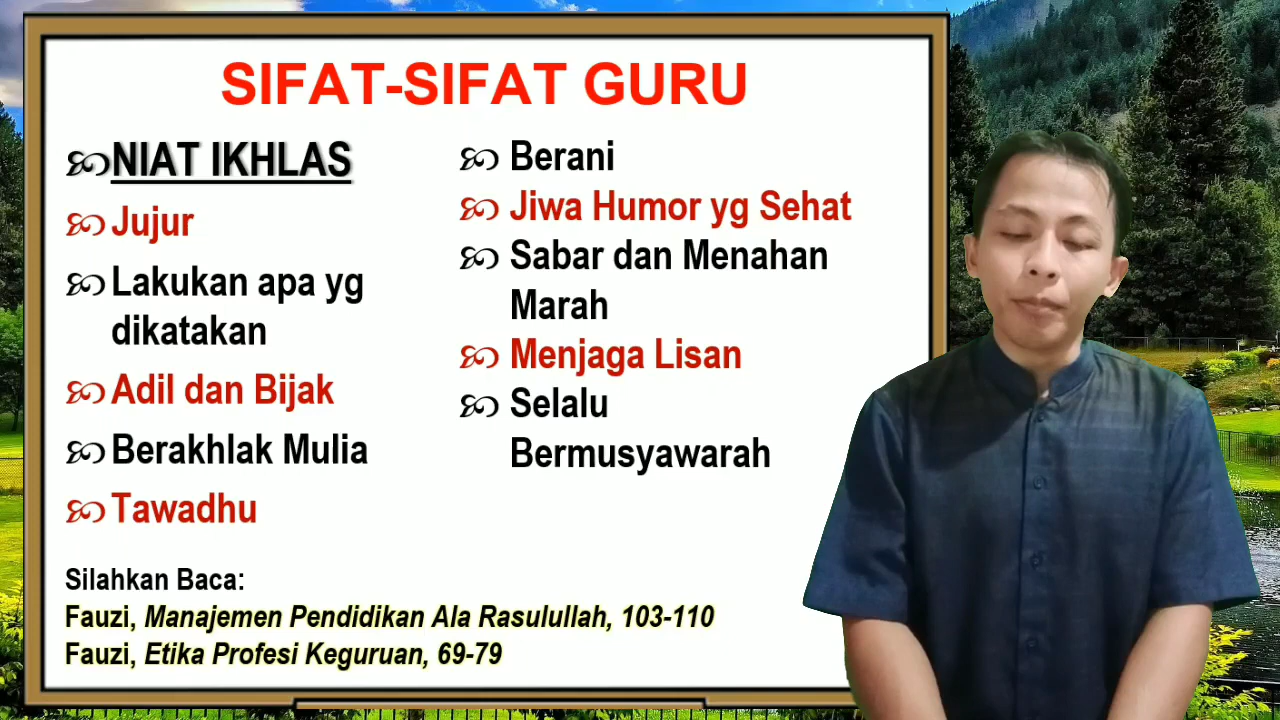 SIFAT-SIFAT GURU
NIAT IKHLAS
Jujur
Lakukan apa yg
dikatakan
Adil dan Bijak
Berakhlak Mulia
Tawadhu
Berani
Jiwa Humor yg Sehat
Sabar dan Menahan
Marah
Menjaga Lisan
Selalu
Bermusyawarah
Silahkan Baca:
Fauzi, Manajemen Pendidikan Ala Rasulullah, 103-110
Fauzi, Etika Profesi Keguruan, 69-79